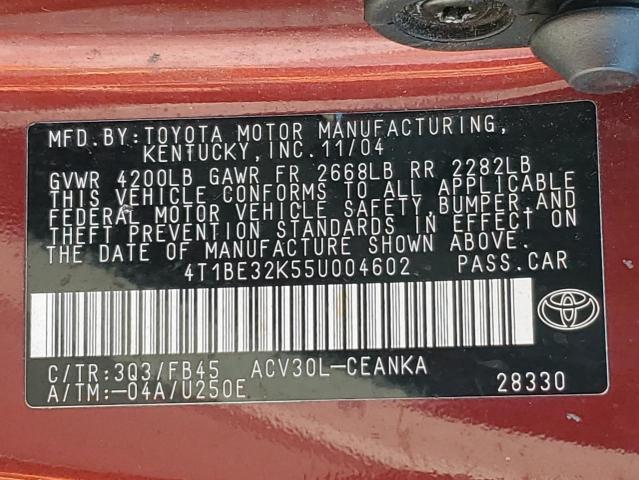 MFD.BY:TOYOTA MOTOR MANUFACTURING,
KENTUCKY,INC.11/04
GVWR 4200LB GAWR FR 2668LB RR 2282LB
THIS VEHICLE CONFORMS TO ALL APPLICABLE
FEDERAL MOTOR VEHICLE SAFETY,BUMPER,AND
THEFT PREVENTION STANDARDS IN EFFECT ON
THE DATE OF MANUFACTURE SHOWN ABOVE.
4T1BE32K55U004602 PASS.CAR
C/TR:3Q3/FB45 ACV30L-CEANKA
A/TM:-04A/U250E 28330